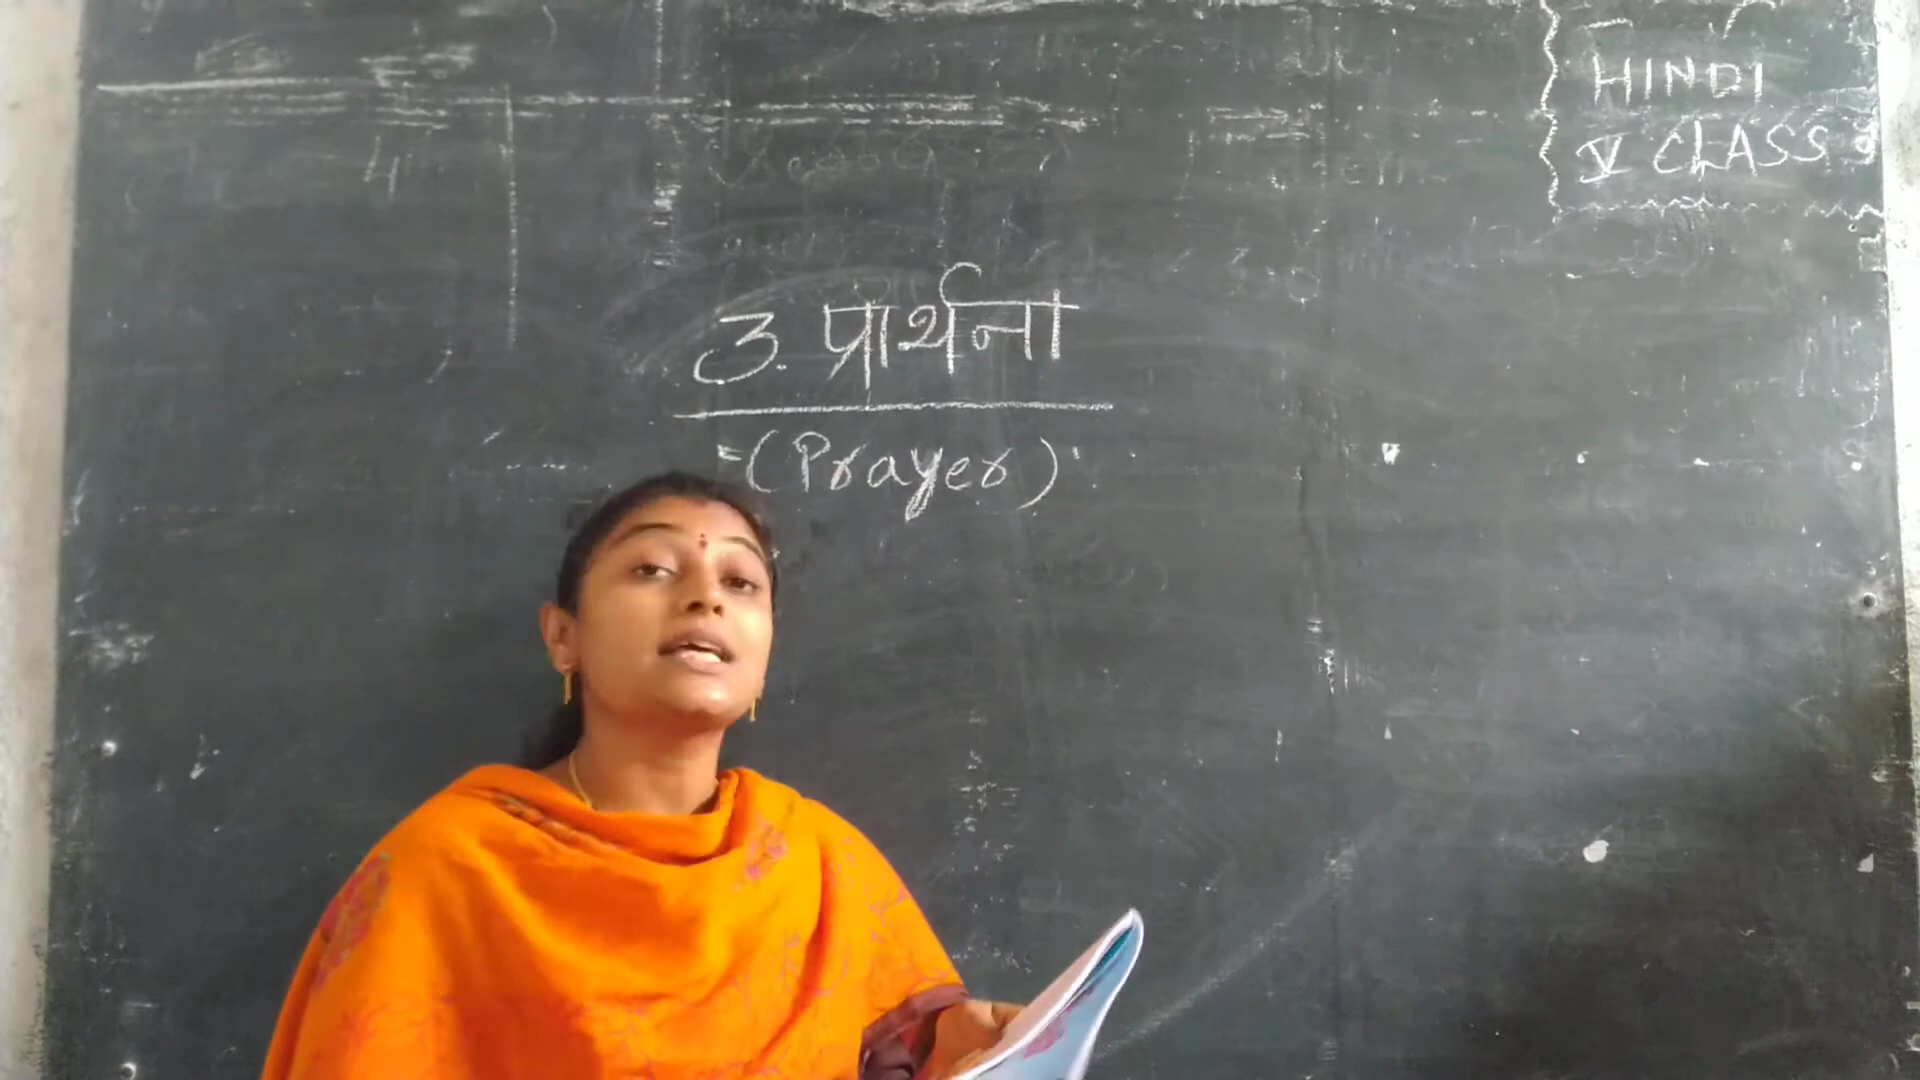 HINDI
V CLASS
3. प्रार्थना
(Prayer)